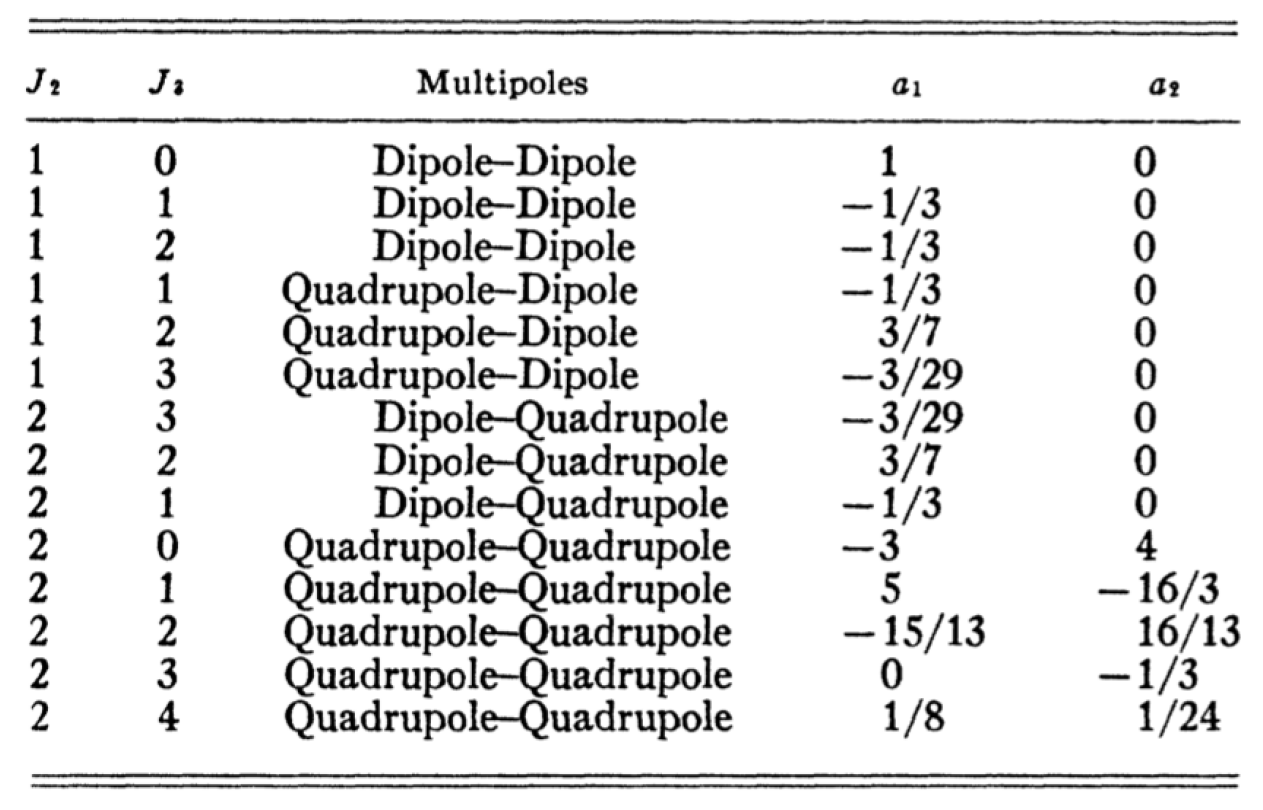 J₂ J₃ Multipoles a₁ a₂
1 0 Dipole–Dipole 1 0
1 1 Dipole–Dipole −1/3 0
1 2 Dipole–Dipole −1/3 0
1 1 Quadrupole–Dipole −1/3 0
1 2 Quadrupole–Dipole 3/7 0
1 3 Quadrupole–Dipole −3/29 0
2 3 Dipole–Quadrupole −3/29 0
2 2 Dipole–Quadrupole 3/7 0
2 1 Dipole–Quadrupole −1/3 0
2 0 Quadrupole–Quadrupole −3 4
2 1 Quadrupole–Quadrupole 5 −16/3
2 2 Quadrupole–Quadrupole −15/13 16/13
2 3 Quadrupole–Quadrupole 0 −1/3
2 4 Quadrupole–Quadrupole 1/8 1/24